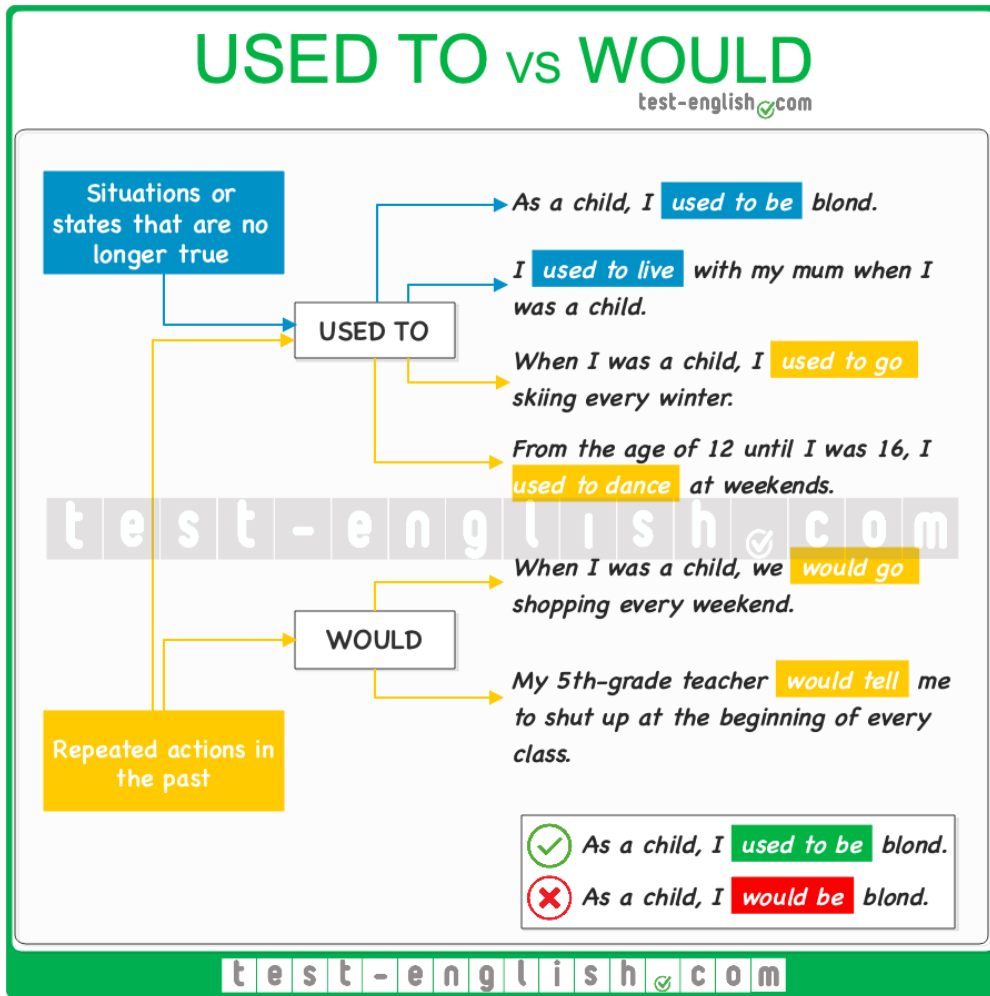 USED TO vs WOULD
test-english.com
Situations or
states that are no
longer true
USED TO
As a child, I used to be blond.
I used to live with my mum when I
was a child.
When I was a child, I used to go
skiing every winter.
From the age of 12 until I was 16, I
used to dance at weekends.
test-english.com
WOULD
When I was a child, we would go
shopping every weekend.
My 5th-grade teacher would tell me
to shut up at the beginning of every
class.
Repeated actions in
the past
As a child, I used to be blond.
As a child, I would be blond.
test-english.com